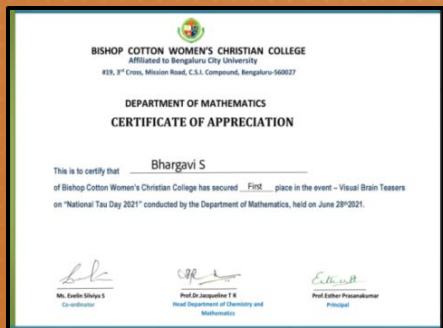 BISHOP COTTON WOMEN'S CHRISTIAN COLLEGE
Affiliated to Bengaluru City University
#19, 3rd Cross, Mission Road, C.S.I. Compound, Bengaluru-560027
DEPARTMENT OF MATHEMATICS
CERTIFICATE OF APPRECIATION
This is to certify that Bhargavi S
of Bishop Cotton Women's Christian College has secured First place in the event – Visual Brain Teasers
on "National Tau Day 2021" conducted by the Department of Mathematics, held on June 28th2021.
Ms. Evelin Silviya S
Co-ordinator
Prof.Dr.Jacqueline T R
Head Department of Chemistry and
Mathematics
Prof.Esther Prasanakumar
Principal